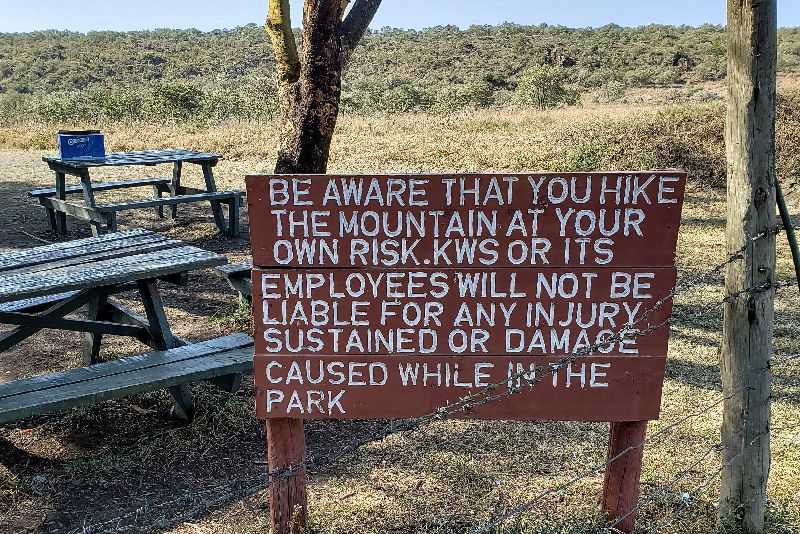 BE AWARE THAT YOU HIKE
THE MOUNTAIN AT YOUR
OWN RISK.KWS OR ITS
EMPLOYEES WILL NOT BE
LIABLE FOR ANY INJURY
SUSTAINED OR DAMAGE
CAUSED WHILE IN THE
PARK